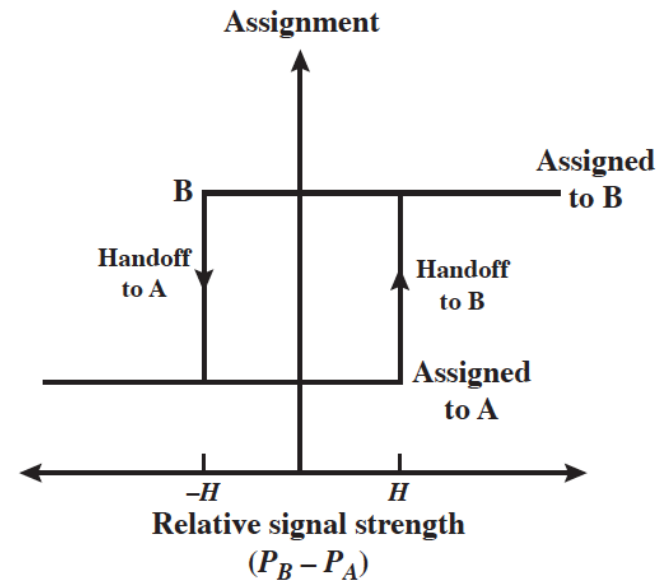 Assignment
Assigned
to B
B
Handoff
to A
Handoff
to B
Assigned
to A
–H
H
Relative signal strength
(P_B – P_A)